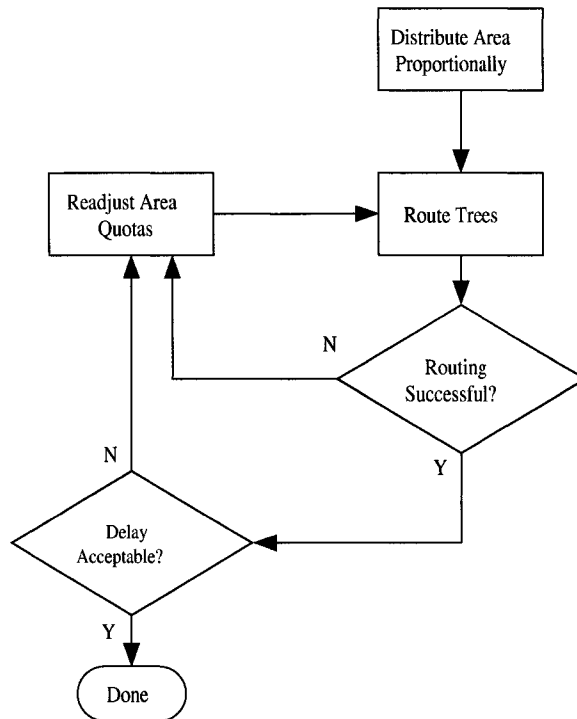 Distribute Area
Proportionally
Readjust Area
Quotas
Route Trees
N
Routing
Successful?
Y
N
Delay
Acceptable?
Y
Done